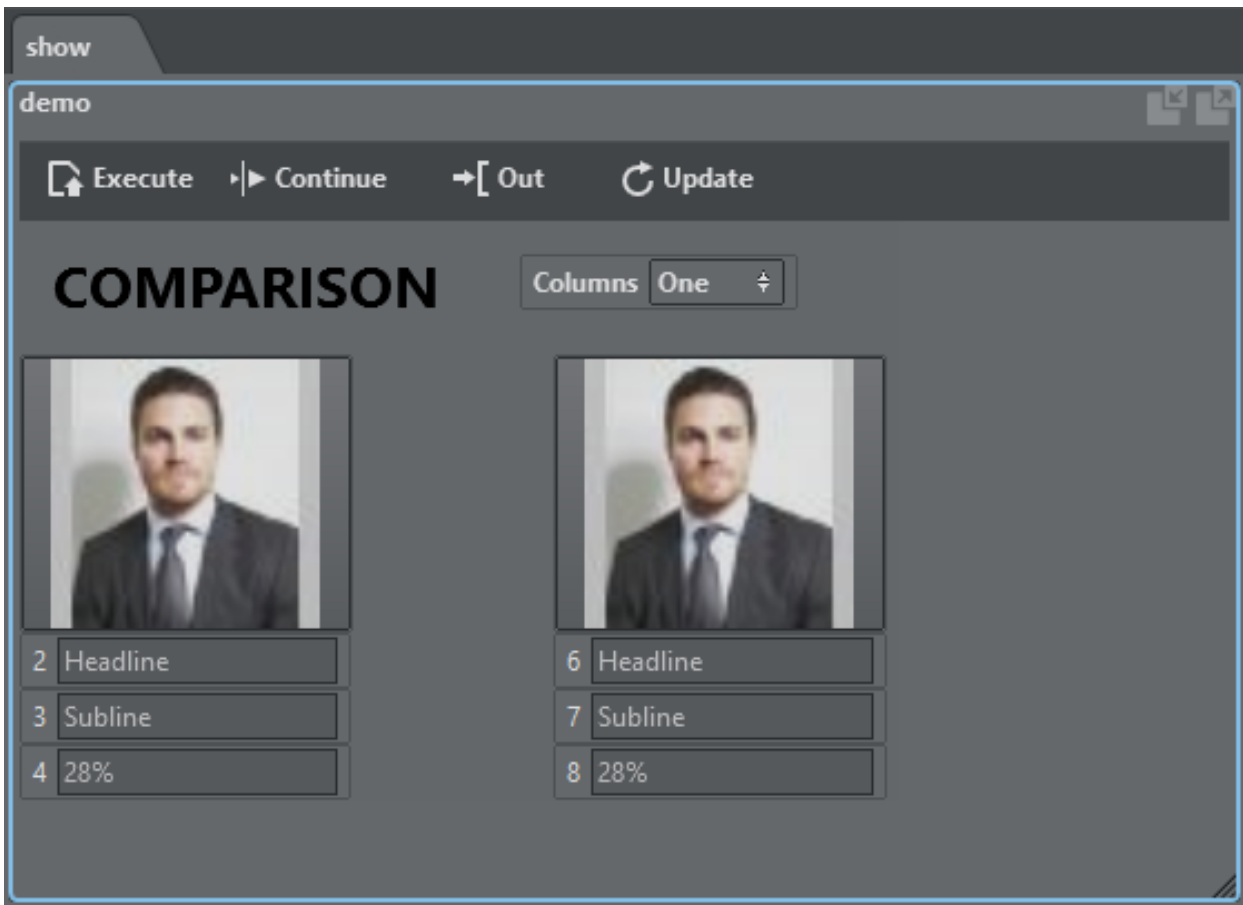 show
demo
Execute Continue Out Update
COMPARISON Columns One
2 Headline 6 Headline
3 Subline 7 Subline
4 28% 8 28%